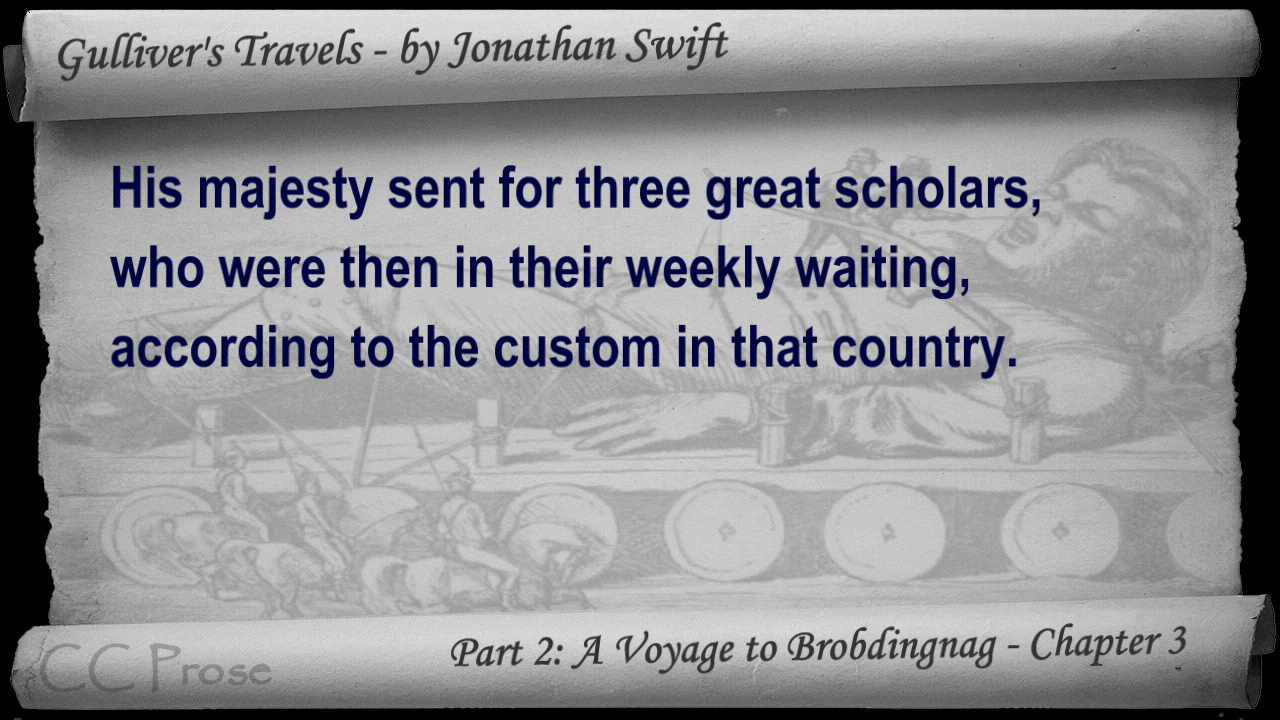 Gulliver's Travels - by Jonathan Swift
His majesty sent for three great scholars,
who were then in their weekly waiting,
according to the custom in that country.
Part 2: A Voyage to Brobdingnag - Chapter 3
CC Prose